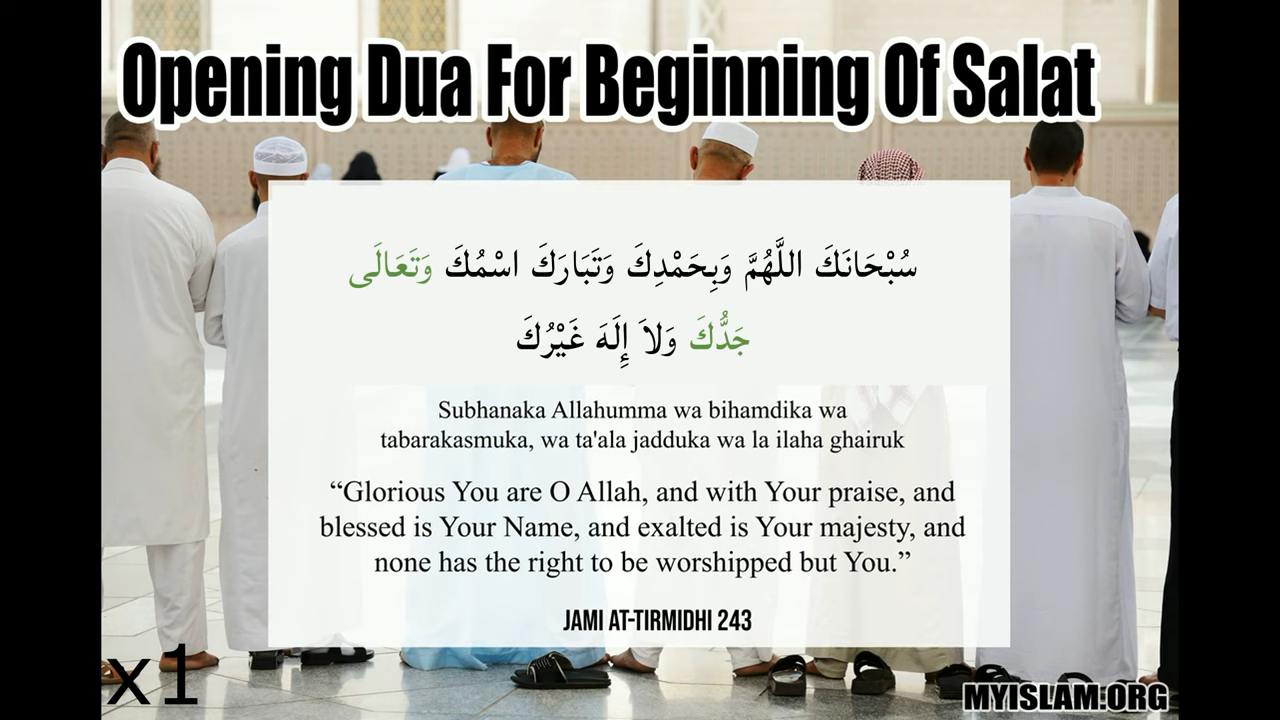 Opening Dua For Beginning Of Salat
سُبْحَانَكَ اللَّهُمَّ وَبِحَمْدِكَ وَتَبَارَكَ اسْمُكَ وَتَعَالَى
جَدُّكَ وَلاَ إِلَهَ غَيْرُكَ
Subhanaka Allahumma wa bihamdika wa
tabarakasmuka, wa ta'ala jadduka wa la ilaha ghairuk
“Glorious You are O Allah, and with Your praise, and
blessed is Your Name, and exalted is Your majesty, and
none has the right to be worshipped but You.”
JAMI AT-TIRMIDHI 243
x1
MYISLAM.ORG